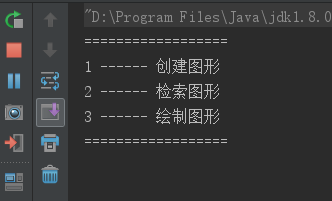 "D:\Program Files\Java\jdk1.8.0
=================
1 ------ 创建图形
2 ------ 检索图形
3 ------ 绘制图形
=================